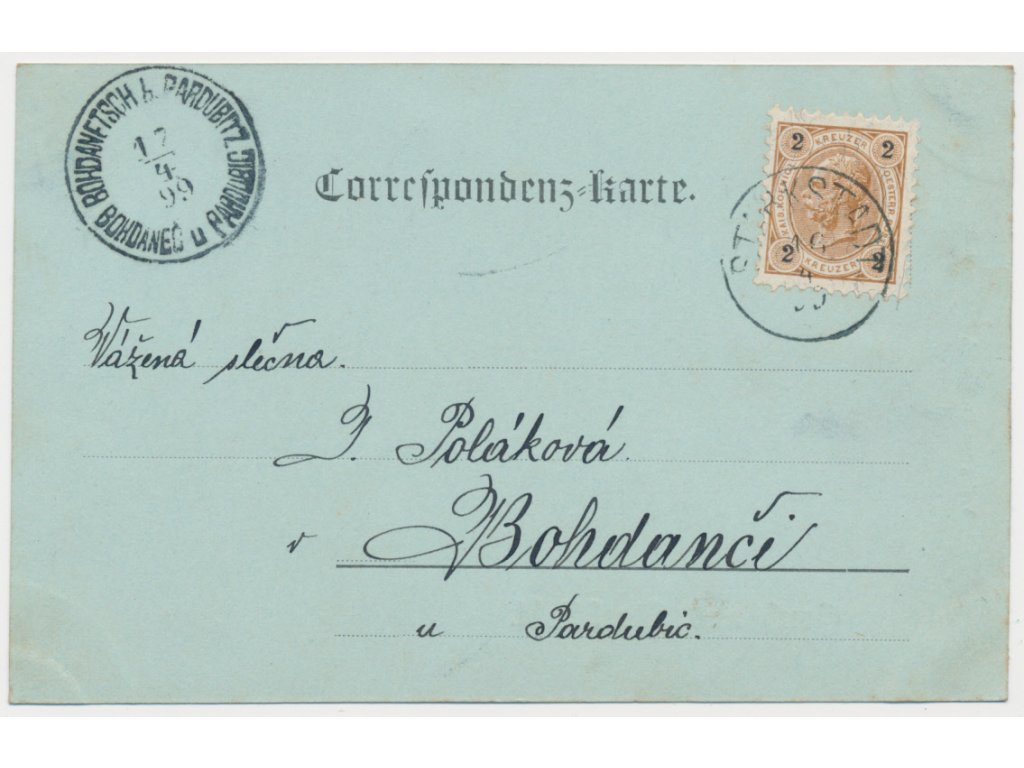 BOHDANETSCH b. PARDUBITZ
BOHDANEČ u PARDUBIC
17
4
99
Correspondenz-Karte.
2 KREUZER 2
2 KREUZER 2
Vážená slečna.
Poláková.
v Bohdanči
u Pardubic.